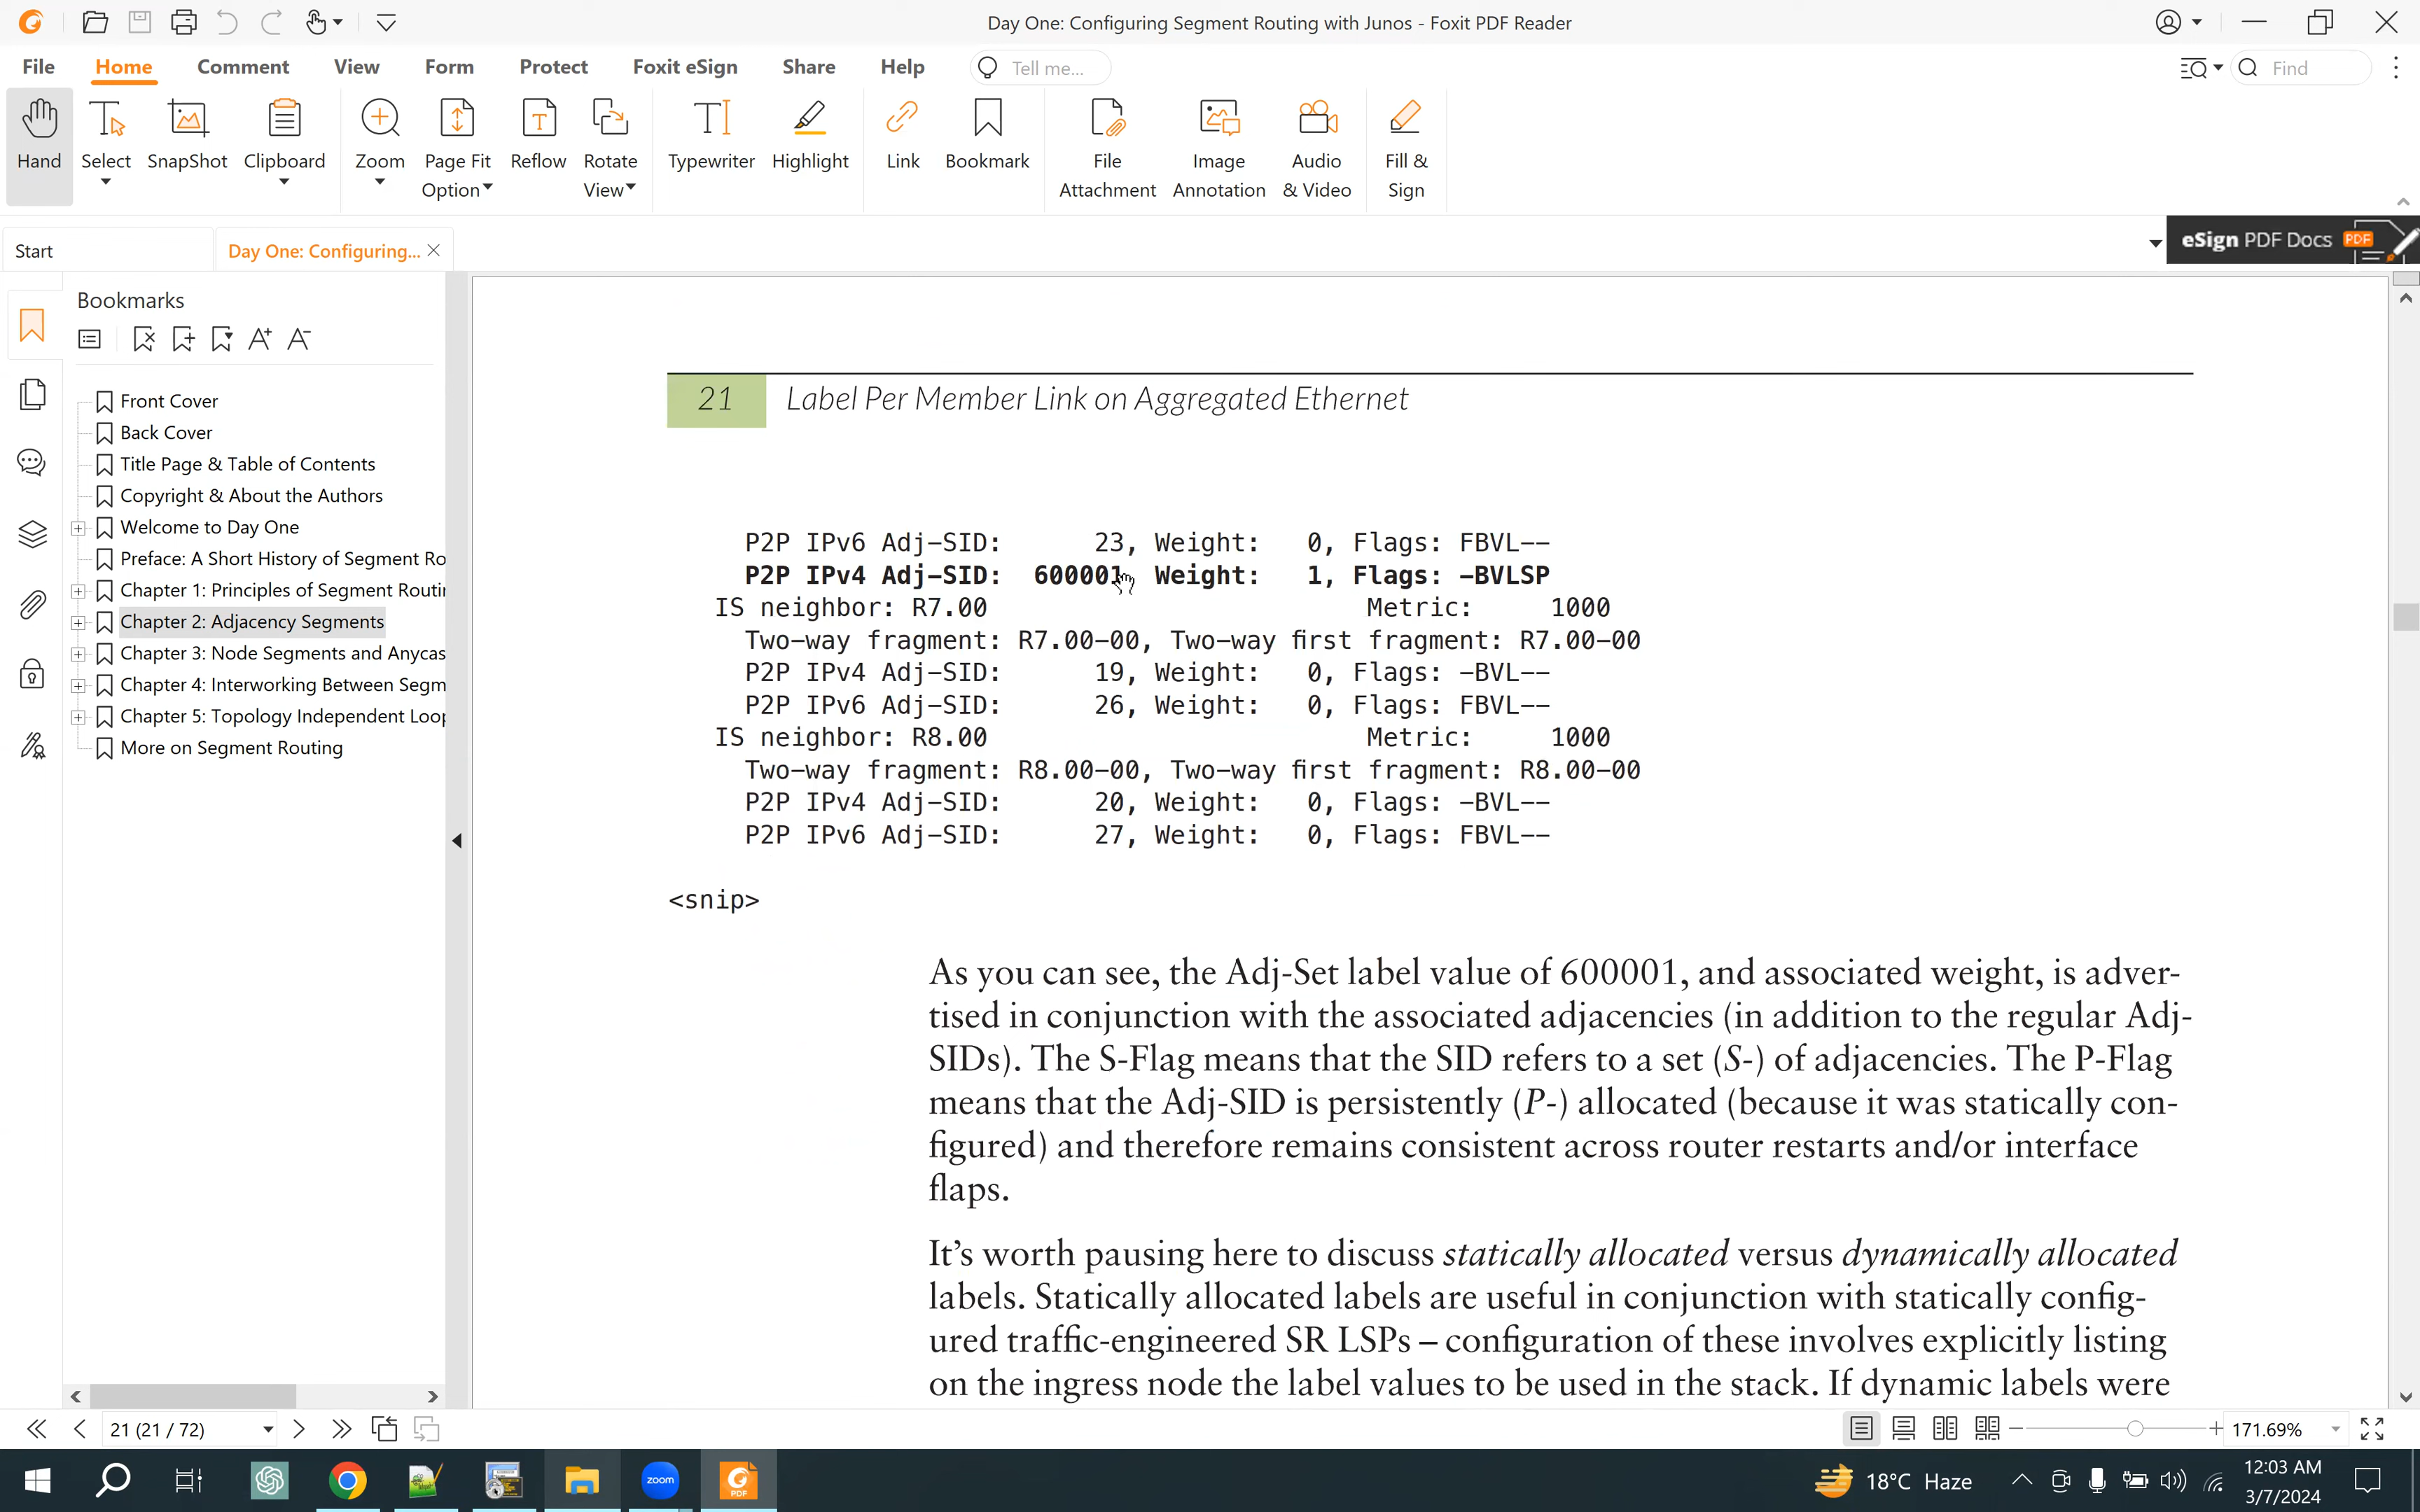 Day One: Configuring Segment Routing with Junos - Foxit PDF Reader
File Home Comment View Form Protect Foxit eSign Share Help Tell me... Find
Hand Select SnapShot Clipboard Zoom Page Fit Option Reflow Rotate View Typewriter Highlight Link Bookmark File Attachment Image Annotation Audio & Video Fill & Sign
Start Day One: Configuring... eSign PDF Docs PDF
Bookmarks
Front Cover
Back Cover
Title Page & Table of Contents
Copyright & About the Authors
Welcome to Day One
Preface: A Short History of Segment Ro
Chapter 1: Principles of Segment Routi
Chapter 2: Adjacency Segments
Chapter 3: Node Segments and Anycas
Chapter 4: Interworking Between Segm
Chapter 5: Topology Independent Loop
More on Segment Routing
21 Label Per Member Link on Aggregated Ethernet
P2P IPv6 Adj-SID: 23, Weight: 0, Flags: FBVL--
P2P IPv4 Adj-SID: 600001, Weight: 1, Flags: -BVLSP
IS neighbor: R7.00 Metric: 1000
Two-way fragment: R7.00-00, Two-way first fragment: R7.00-00
P2P IPv4 Adj-SID: 19, Weight: 0, Flags: -BVL--
P2P IPv6 Adj-SID: 26, Weight: 0, Flags: FBVL--
IS neighbor: R8.00 Metric: 1000
Two-way fragment: R8.00-00, Two-way first fragment: R8.00-00
P2P IPv4 Adj-SID: 20, Weight: 0, Flags: -BVL--
P2P IPv6 Adj-SID: 27, Weight: 0, Flags: FBVL--
<snip>
As you can see, the Adj-Set label value of 600001, and associated weight, is adver-
tised in conjunction with the associated adjacencies (in addition to the regular Adj-
SIDs). The S-Flag means that the SID refers to a set (S-) of adjacencies. The P-Flag
means that the Adj-SID is persistently (P-) allocated (because it was statically con-
figured) and therefore remains consistent across router restarts and/or interface
flaps.
It's worth pausing here to discuss statically allocated versus dynamically allocated
labels. Statically allocated labels are useful in conjunction with statically config-
ured traffic-engineered SR LSPs – configuration of these involves explicitly listing
on the ingress node the label values to be used in the stack. If dynamic labels were
21 (21 / 72) 171.69%
zoom PDF 18°C Haze 12:03 AM
3/7/2024